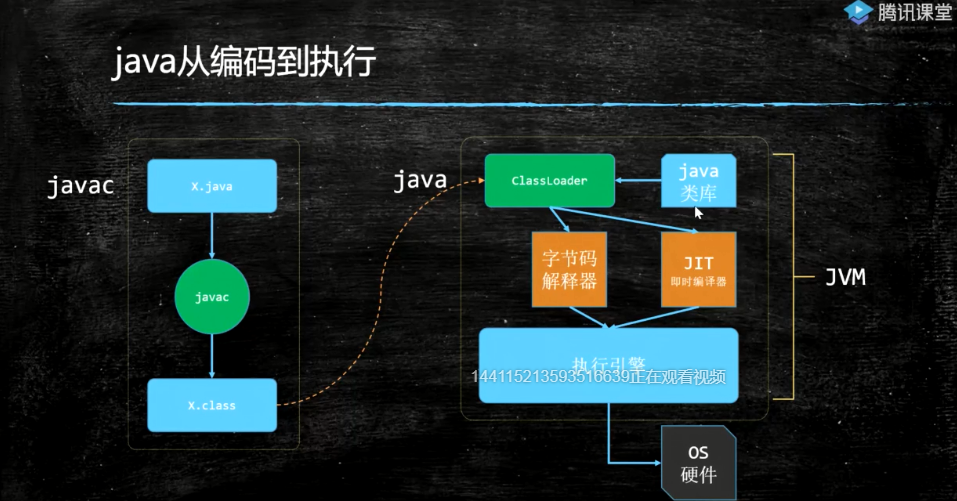 腾讯课堂
java从编码到执行
javac
X.java
javac
X.class
java
ClassLoader
java
类库
字节码
解释器
JIT
即时编译器
执行引擎
144115213593516639正在观看视频
JVM
OS
硬件